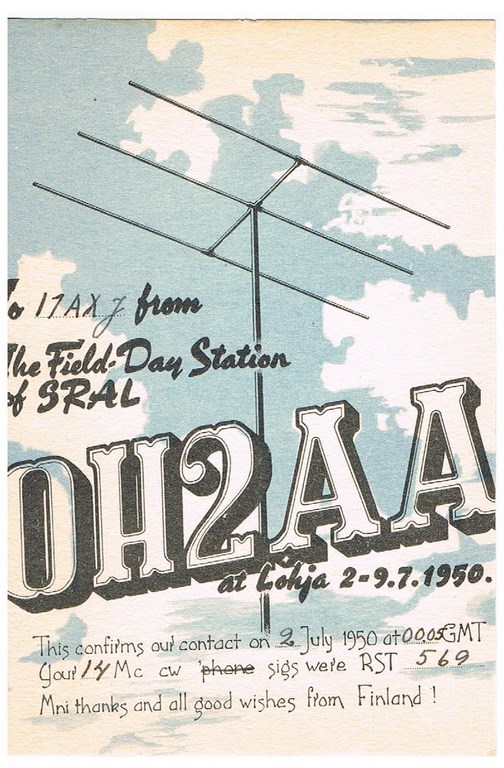 To I1AXJ from
The Field-Day Station
of SRAL
OH2AA
at Lohja 2-9.7.1950.
This confirms our contact on 2 July 1950 at 00.05 GMT
Your 14 Mc cw phone sigs were RST 569
Mni thanks and all good wishes from Finland !